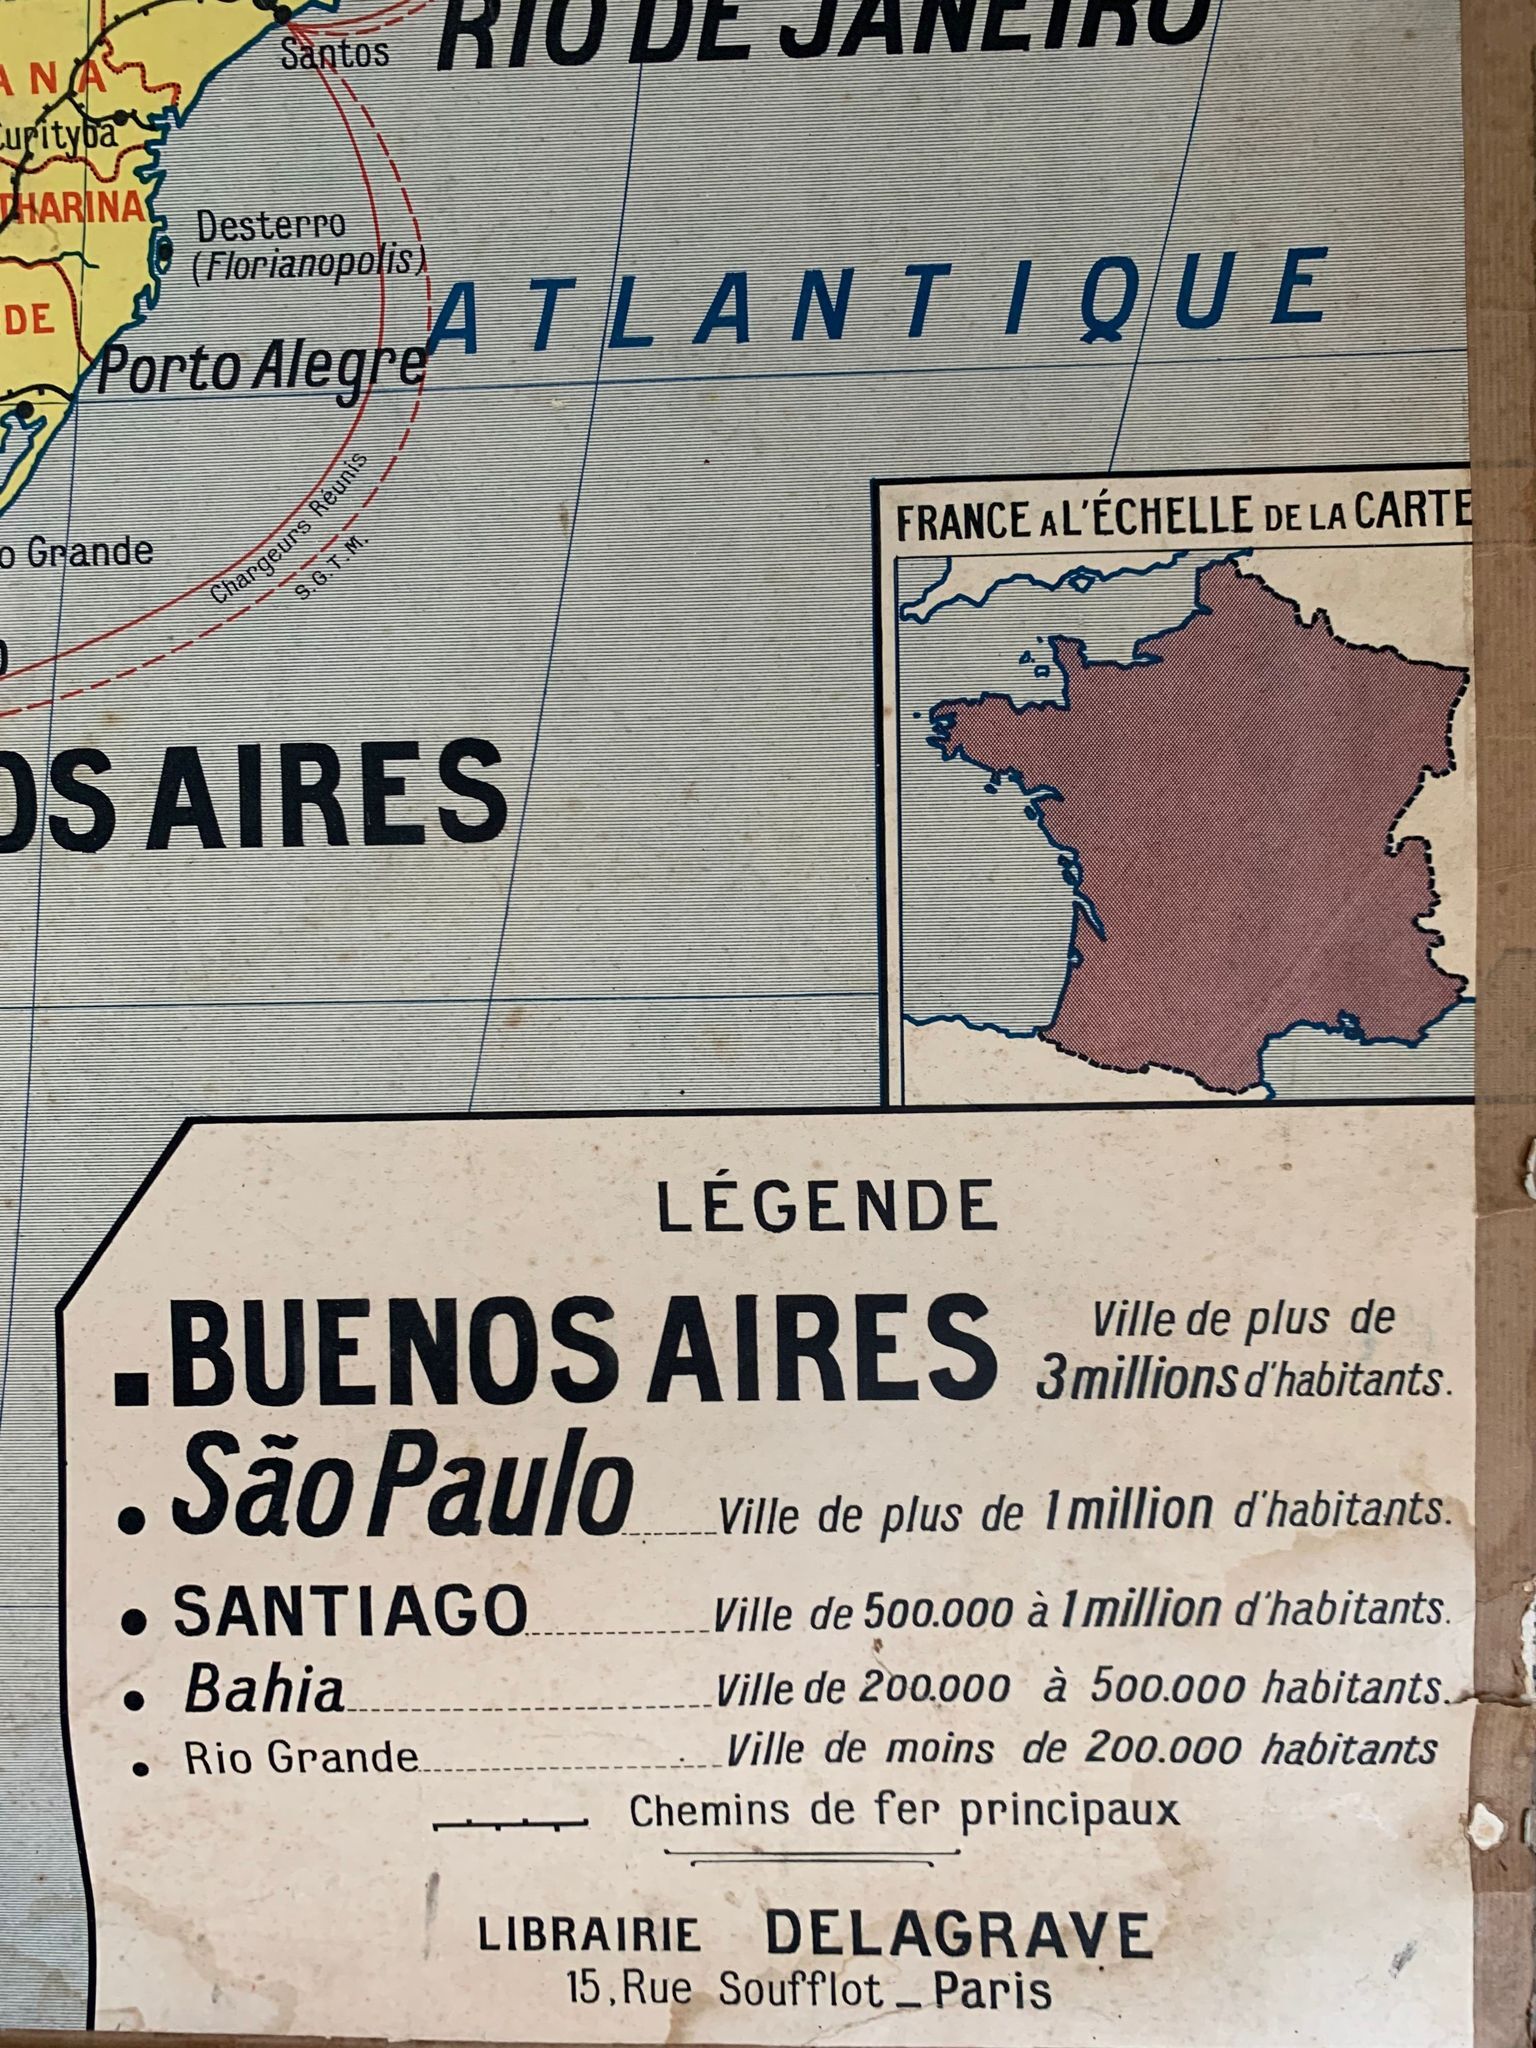 RIO DE JANEIRO
Santos
ANA
Curityba
THARINA
Desterro
(Florianopolis)
ATLANTIQUE
DE
Porto Alegre
Chargeurs Réunis
S.G.T.M.
o Grande
OS AIRES
FRANCE A L'ÉCHELLE DE LA CARTE
LÉGENDE
BUENOS AIRES Ville de plus de
3 millions d'habitants.
São Paulo Ville de plus de 1 million d'habitants.
SANTIAGO Ville de 500.000 à 1 million d'habitants.
Bahia Ville de 200.000 à 500.000 habitants.
Rio Grande Ville de moins de 200.000 habitants
Chemins de fer principaux
LIBRAIRIE DELAGRAVE
15, Rue Soufflot _ Paris